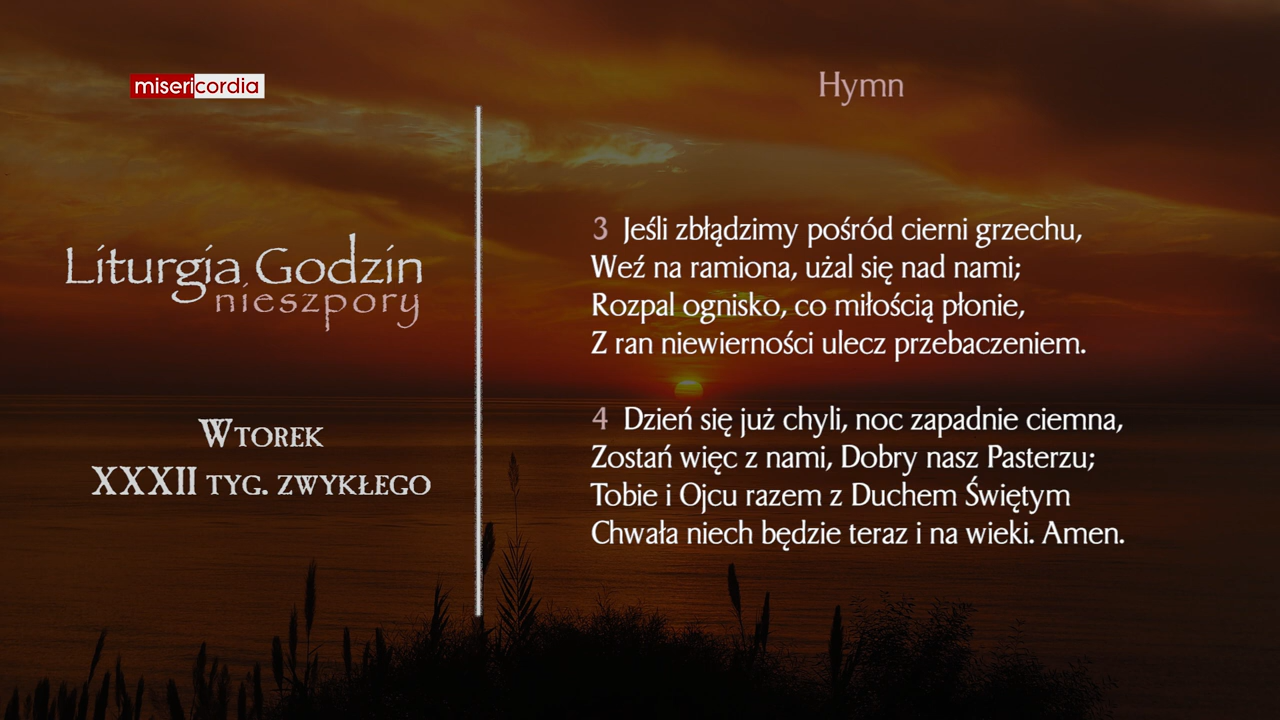 misericordia
Liturgia Godzin
nieszpory
Wtorek
XXXII tyg. zwykłego
Hymn
3 Jeśli zbłądzimy pośród cierni grzechu,
Weź na ramiona, użal się nad nami;
Rozpal ognisko, co miłością płonie,
Z ran niewierności ulecz przebaczeniem.
4 Dzień się już chyli, noc zapadnie ciemna,
Zostań więc z nami, Dobry nasz Pasterzu;
Tobie i Ojcu razem z Duchem Świętym
Chwała niech będzie teraz i na wieki. Amen.